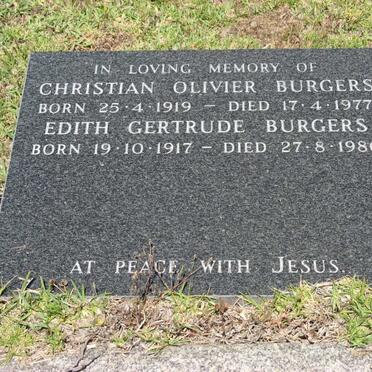 IN LOVING MEMORY OF
CHRISTIAN OLIVIER BURGERS
BORN 25·4·1919 – DIED 17·4·1977
EDITH GERTRUDE BURGERS
BORN 19·10·1917 – DIED 27·8·1980
AT PEACE WITH JESUS.